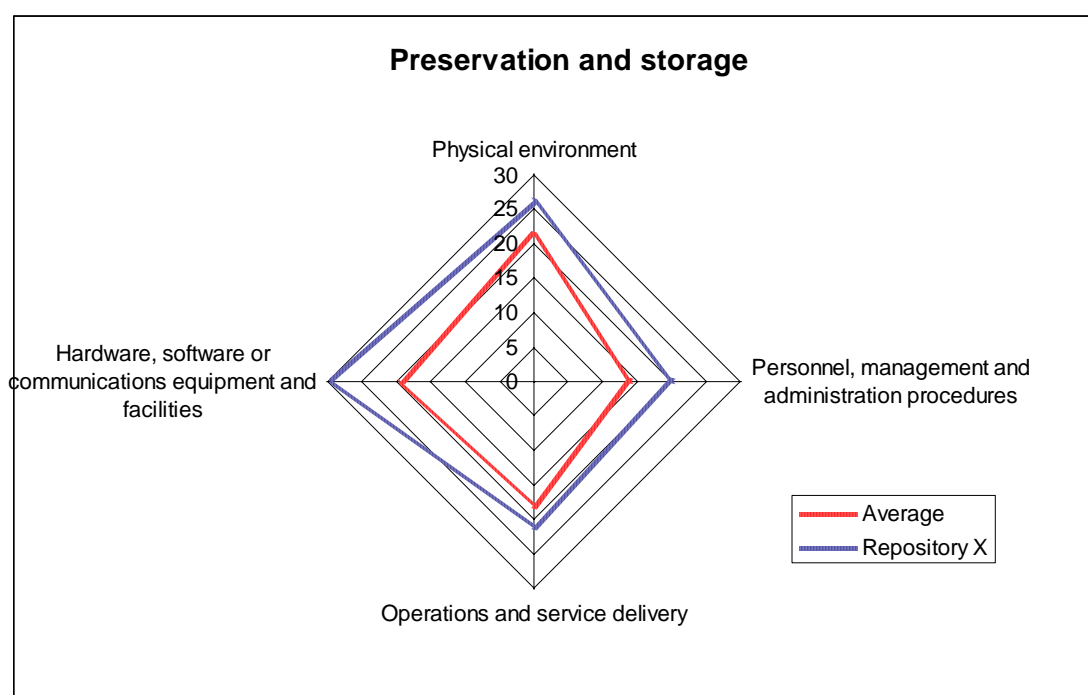 Preservation and storage
Physical environment
30
25
20
15
10
5
0
Hardware, software or
communications equipment and
facilities
Personnel, management and
administration procedures
Operations and service delivery
Average
Repository X